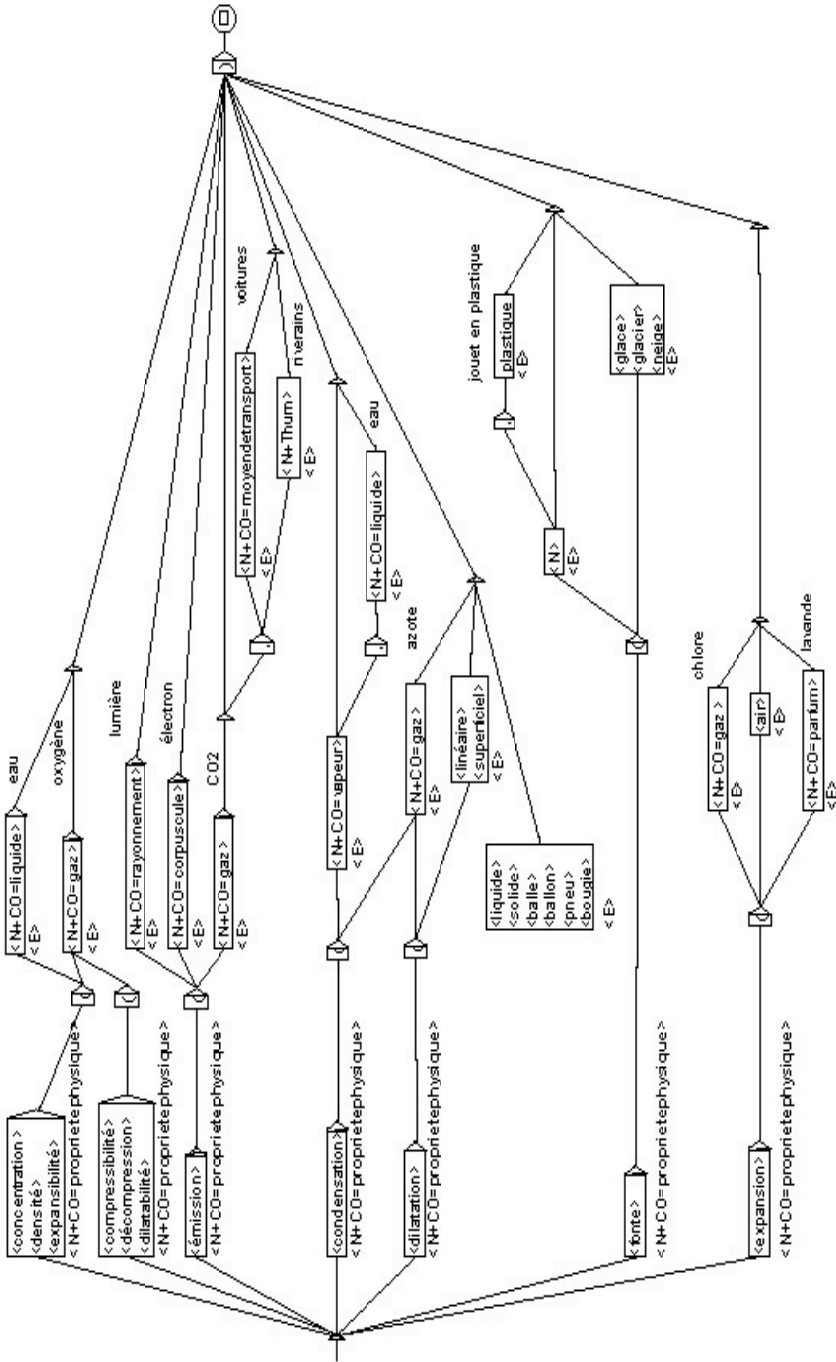 <concentration>
<densité>
<expansibilité>
<N+CO=proprietephysique>
<N+CO=liquide>
<E>
eau
<N+CO=gaz>
<E>
oxygène
<compressibilité>
<décompression>
<dilatabilité>
<N+CO=proprietephysique>
<émission>
<N+CO=proprietephysique>
<N+CO=rayonnement>
<E>
lumière
<N+CO=corpuscule>
<E>
électron
<N+CO=gaz>
<E>
CO2
<N+CO=moyendetransport>
<E>
voitures
<N+Thum>
<E>
<condensation>
<N+CO=proprietephysique>
<N+CO=vapeur>
<E>
<N+CO=liquide>
<E>
eau
<dilatation>
<N+CO=proprietephysique>
<N+CO=gaz>
<E>
azote
<linéaire>
<superficiel>
<E>
<liquide>
<solide>
<balle>
<ballon>
<pneu>
<bougie>
<E>
<fonte>
<N+CO=proprietephysique>
<N>
<E>
plastique
<E>
jouet en plastique
<glace>
<glacier>
<neige>
<E>
<expansion>
<N+CO=proprietephysique>
<N+CO=gaz>
<E>
chlore
<air>
<E>
<N+CO=parfum>
<E>
lavande